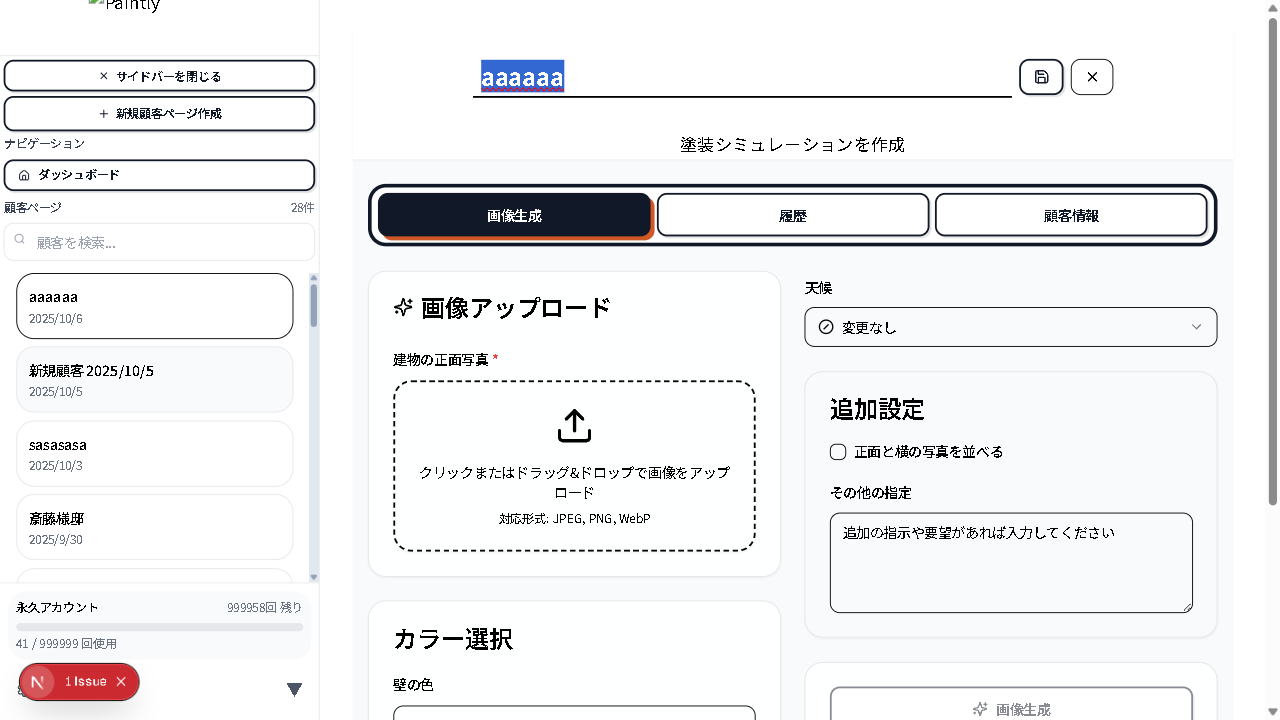 Paintly
サイドバーを閉じる
新規顧客ページ作成
ナビゲーション
ダッシュボード
顧客ページ 28件
顧客を検索...
aaaaaa
2025/10/6
新規顧客 2025/10/5
2025/10/5
sasasasa
2025/10/3
斎藤様邸
2025/9/30
永久アカウント 999958回 残り
41 / 999999 回使用
N 1 Issue
aaaaaa
塗装シミュレーションを作成
画像生成 履歴 顧客情報
画像アップロード
建物の正面写真 *
クリックまたはドラッグ&ドロップで画像をアップ
ロード
対応形式: JPEG, PNG, WebP
カラー選択
壁の色
天候
変更なし
追加設定
正面と横の写真を並べる
その他の指定
追加の指示や要望があれば入力してください
画像生成